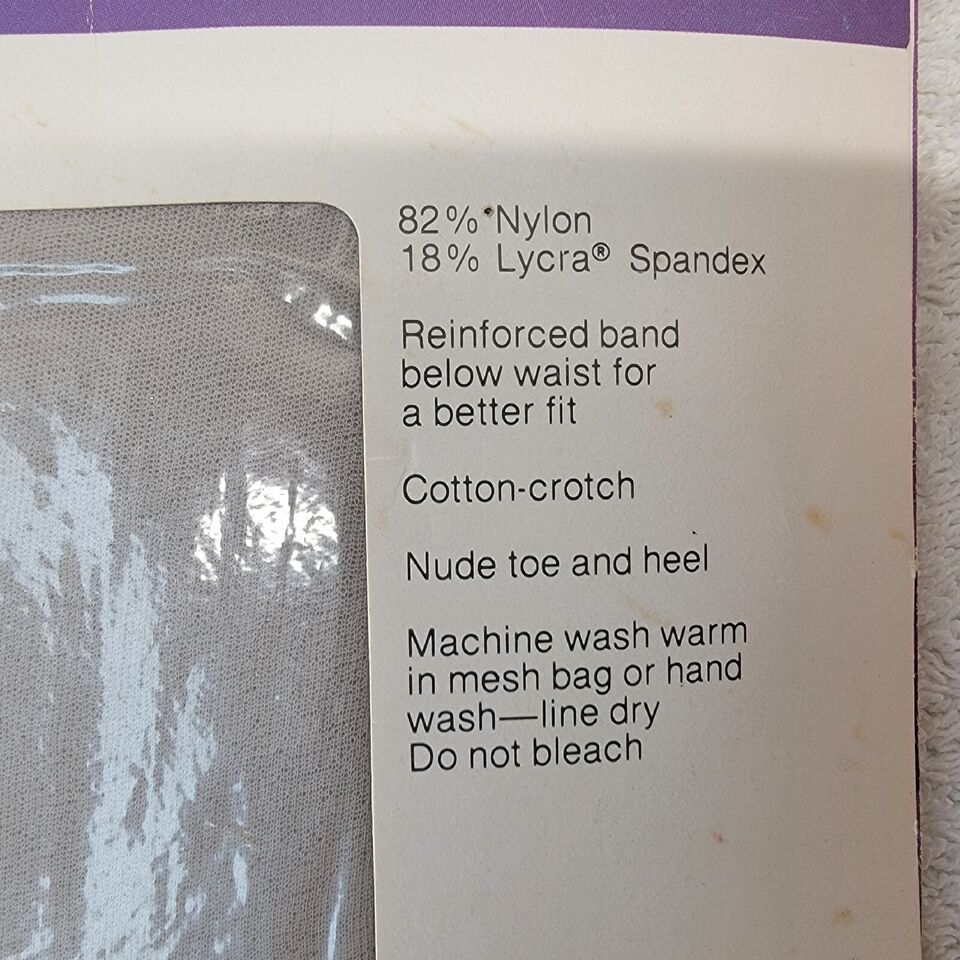 82% Nylon
18% Lycra® Spandex
Reinforced band
below waist for
a better fit
Cotton-crotch
Nude toe and heel
Machine wash warm
in mesh bag or hand
wash—line dry
Do not bleach